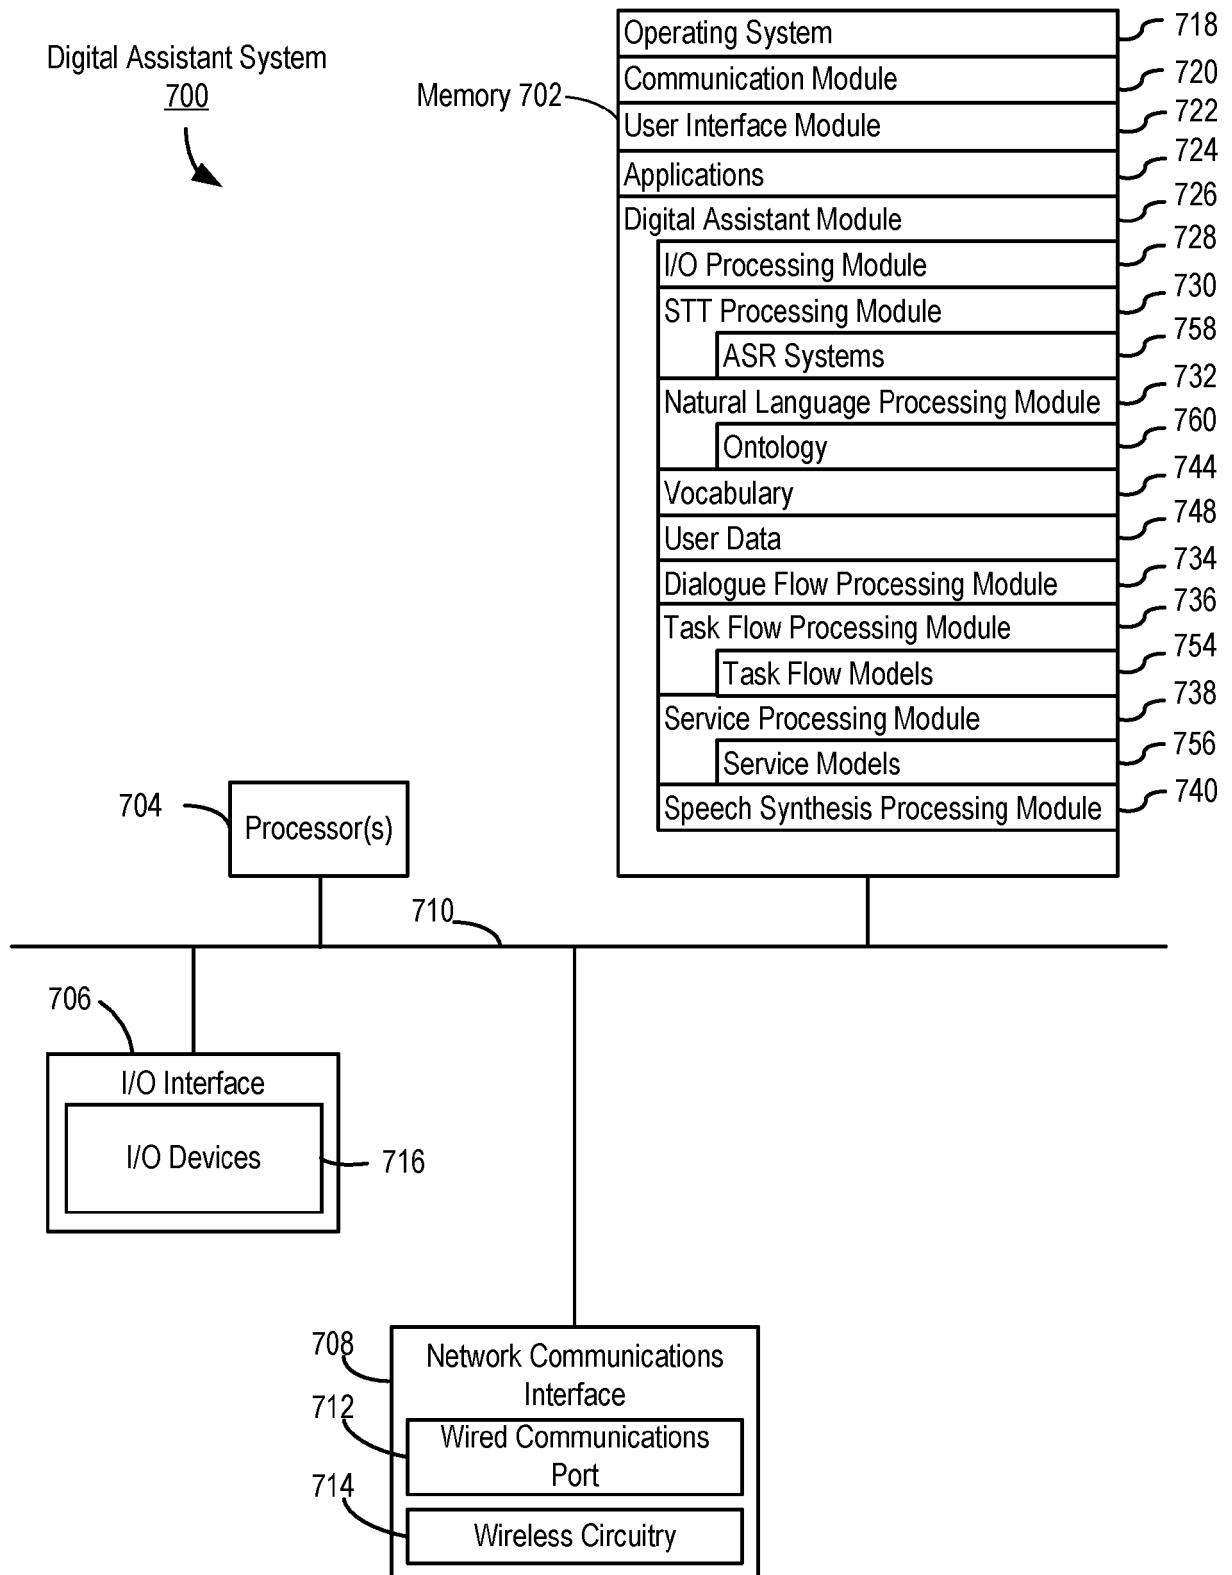 Digital Assistant System
700
Memory 702
Operating System
718
Communication Module
720
User Interface Module
722
Applications
724
Digital Assistant Module
726
I/O Processing Module
728
STT Processing Module
730
ASR Systems
758
Natural Language Processing Module
732
Ontology
760
Vocabulary
744
User Data
748
Dialogue Flow Processing Module
734
Task Flow Processing Module
736
Task Flow Models
754
Service Processing Module
738
Service Models
756
Speech Synthesis Processing Module
740
704
Processor(s)
710
706
I/O Interface
I/O Devices
716
708
Network Communications
Interface
712
Wired Communications
Port
714
Wireless Circuitry